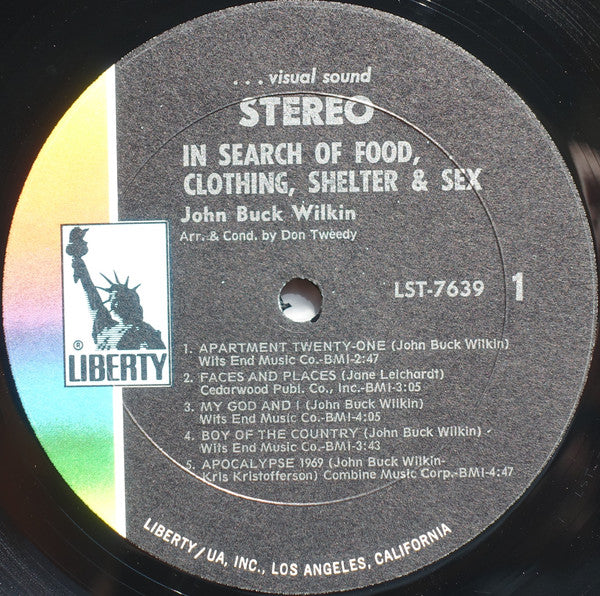 ...visual sound
STEREO
IN SEARCH OF FOOD,
CLOTHING, SHELTER & SEX
John Buck Wilkin
Arr. & Cond. by Don Tweedy
LST-7639 1
® LIBERTY
1. APARTMENT TWENTY-ONE (John Buck Wilkin)
Wits End Music Co.-BMI-2:47
2. FACES AND PLACES (Jane Leichardt)
Cedarwood Publ. Co., Inc.-BMI-3:05
3. MY GOD AND I (John Buck Wilkin)
Wits End Music Co.-BMI-4:05
4. BOY OF THE COUNTRY (John Buck Wilkin) -
Wits End Music Co.-BMI-3:43
5. APOCALYPSE 1969 (John Buck Wilkin-
Kris Kristofferson) Combine Music Corp.-BMI-4:47
LIBERTY/UA, INC., LOS ANGELES, CALIFORNIA